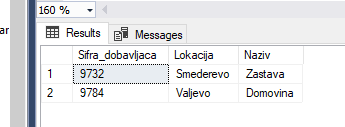 160 %
Results Messages
Sifra_dobavljaca Lokacija Naziv
1 9732 Smederevo Zastava
2 9784 Valjevo Domovina